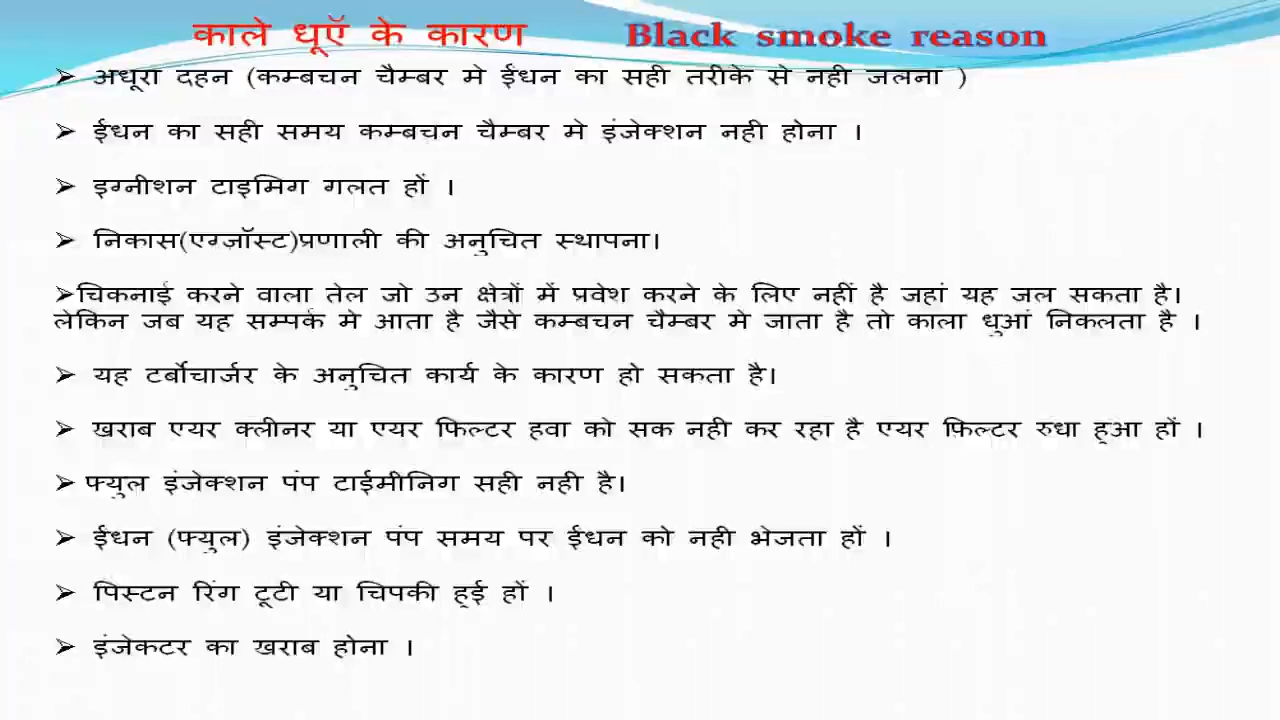 काले धूएॅ के कारण Black smoke reason
➢ अधूरा दहन (कम्बचन चैम्बर मे ईंधन का सही तरीके से नही जलना )
➢ ईधन का सही समय कम्बचन चैम्बर मे इंजेक्शन नही होना ।
➢ इग्नीशन टाइमिग गलत हों ।
➢ निकास(एग्ज़ॉस्ट)प्रणाली की अनुचित स्थापना।
➢चिकनाई करने वाला तेल जो उन क्षेत्रों में प्रवेश करने के लिए नहीं है जहां यह जल सकता है।
लेकिन जब यह सम्पर्क मे आता है जैसे कम्बचन चैम्बर मे जाता है तो काला धुआं निकलता है ।
➢ यह टर्बोचार्जर के अनुचित कार्य के कारण हो सकता है।
➢ खराब एयर क्लीनर या एयर फिल्टर हवा को सक नही कर रहा है एयर फ़िल्टर रुधा हुआ हों ।
➢ फ्युल इंजेक्शन पंप टाईमीनिग सही नही है।
➢ ईधन (फ्युल) इंजेक्शन पंप समय पर ईधन को नही भेजता हों ।
➢ पिस्टन रिंग टूटी या चिपकी हुई हों ।
➢ इंजेकटर का खराब होना ।